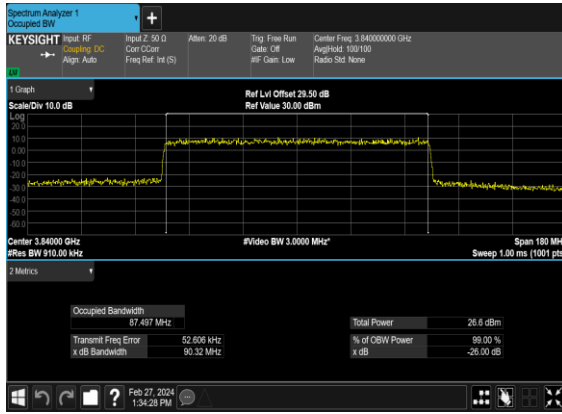 Spectrum Analyzer 1
Occupied BW
+
KEYSIGHT
Input: RF
Coupling: DC
Align: Auto
Input Z: 50 Ω
Corr CCorr
Freq Ref: Int (S)
Atten: 20 dB
Trig: Free Run
Gate: Off
#IF Gain: Low
Center Freq: 3.840000000 GHz
Avg|Hold: 100/100
Radio Std: None
1 Graph
Scale/Div 10.0 dB
Ref Lvl Offset 29.50 dB
Ref Value 30.00 dBm
Log
20.0
10.0
0.00
-10.0
-20.0
-30.0
-40.0
-50.0
-60.0
Center 3.84000 GHz
#Res BW 910.00 kHz
#Video BW 3.0000 MHz*
Span 180 MH
Sweep 1.00 ms (1001 pts
2 Metrics
Occupied Bandwidth
87.497 MHz
Transmit Freq Error 52.606 kHz
x dB Bandwidth 90.32 MHz
Total Power 26.6 dBm
% of OBW Power 99.00 %
x dB -26.00 dB
?
Feb 27, 2024
1:34:28 PM